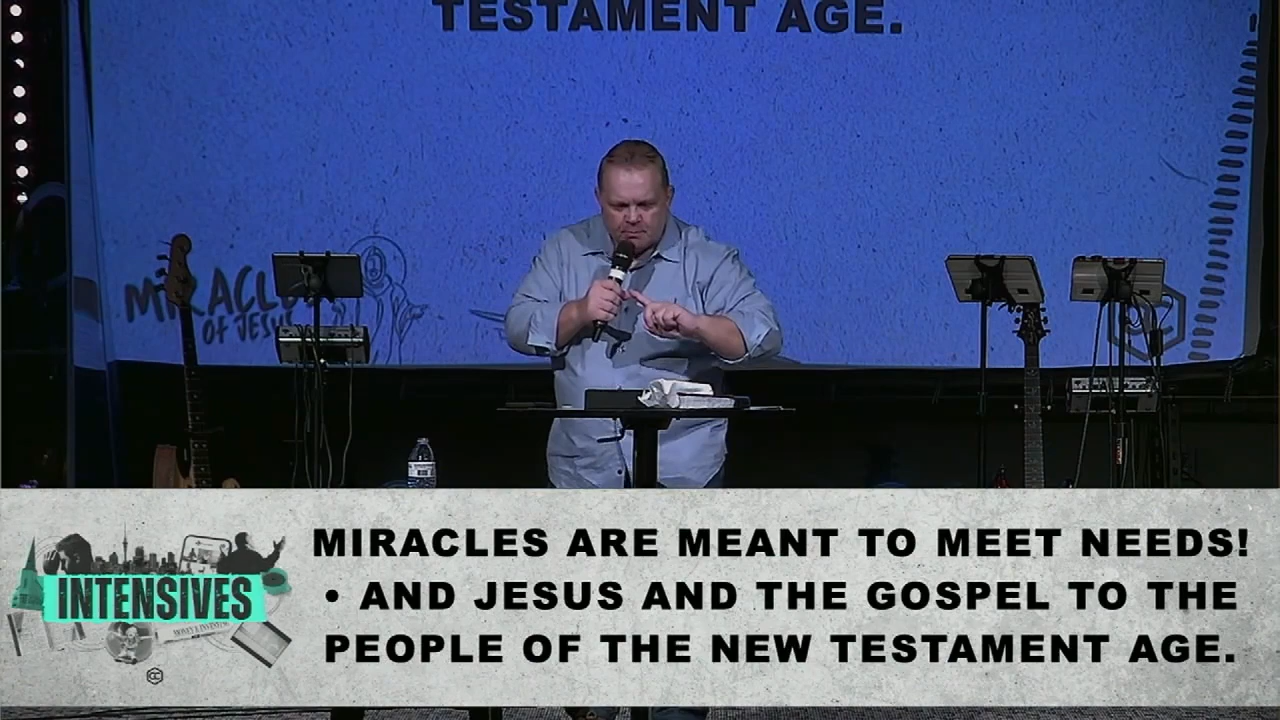 TESTAMENT AGE.
MIRACLE
OF JESUS
INTENSIVES
MIRACLES ARE MEANT TO MEET NEEDS!
• AND JESUS AND THE GOSPEL TO THE
PEOPLE OF THE NEW TESTAMENT AGE.